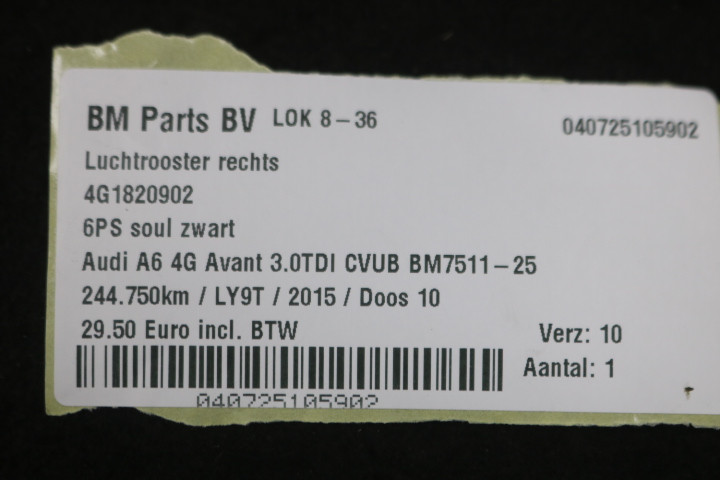 BM Parts BV LOK 8-36 040725105902
Luchtrooster rechts
4G1820902
6PS soul zwart
Audi A6 4G Avant 3.0TDI CVUB BM7511-25
244.750km / LY9T / 2015 / Doos 10
29.50 Euro incl. BTW Verz: 10
Aantal: 1
040725105902